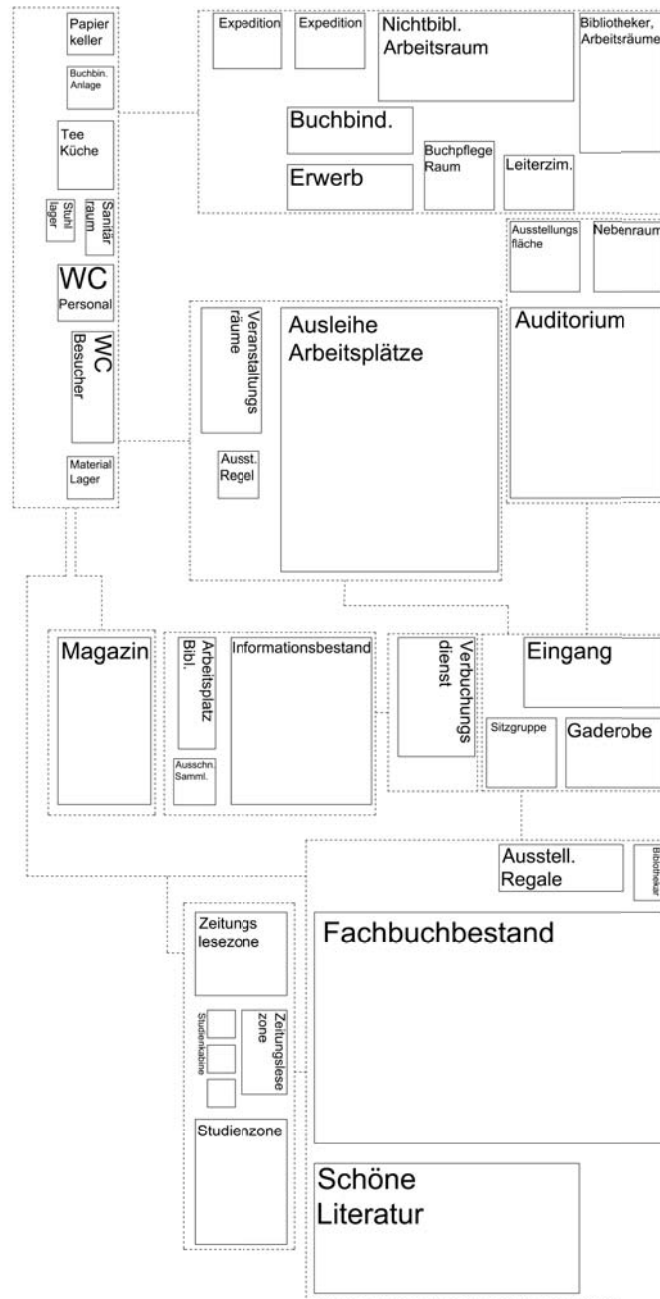 Papier
keller
Buchbin.
Anlage
Tee
Küche
Stuhl
lager
Sanitär
raum
WC
Personal
WC
Besucher
Material
Lager
Expedition
Expedition
Nichtbibl.
Arbeitsraum
Bibliotheker,
Arbeitsräume
Buchbind.
Erwerb
Buchpflege
Raum
Leiterzim.
Ausstellungs
fläche
Nebenraum
Auditorium
Veranstaltungs
räume
Ausst.
Regel
Ausleihe
Arbeitsplätze
Magazin
Arbeitsplatz
Bibl.
Ausschn.
Samml.
Informationsbestand
Verbuchungs
dienst
Eingang
Sitzgruppe
Gaderobe
Ausstell.
Regale
Bibliothekar
Zeitungs
lesezone
Studienkabine
Zeitungslese
zone
Studienzone
Fachbuchbestand
Schöne
Literatur